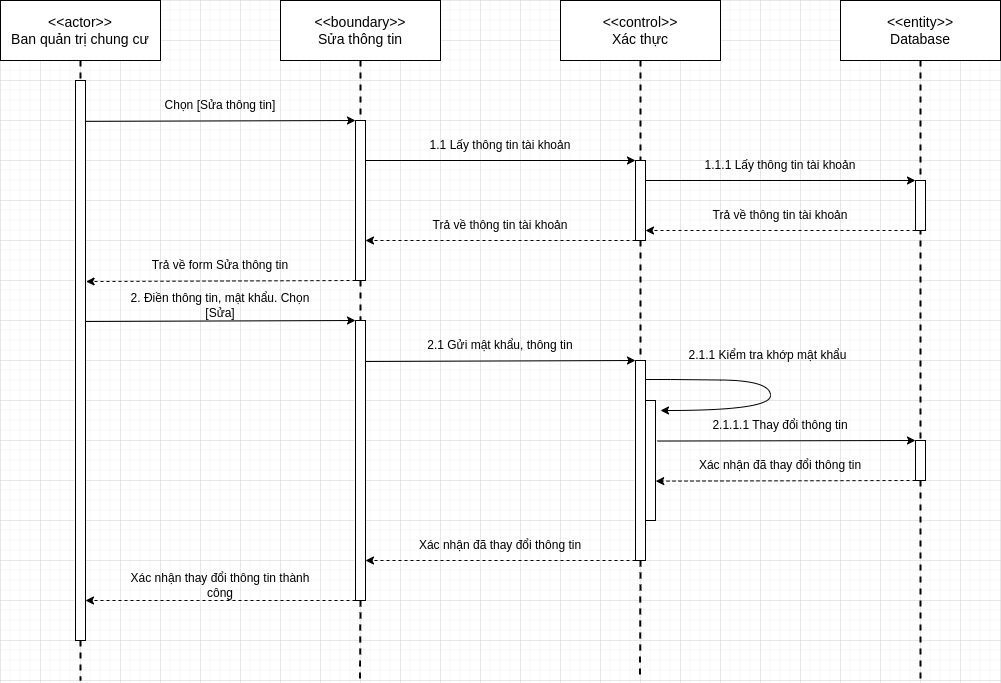 <<actor>>
Ban quản trị chung cư
<<boundary>>
Sửa thông tin
<<control>>
Xác thực
<<entity>>
Database
Chọn [Sửa thông tin]
1.1 Lấy thông tin tài khoản
1.1.1 Lấy thông tin tài khoản
Trả về thông tin tài khoản
Trả về thông tin tài khoản
Trả về form Sửa thông tin
2. Điền thông tin, mật khẩu. Chọn
[Sửa]
2.1 Gửi mật khẩu, thông tin
2.1.1 Kiểm tra khớp mật khẩu
2.1.1.1 Thay đổi thông tin
Xác nhận đã thay đổi thông tin
Xác nhận đã thay đổi thông tin
Xác nhận thay đổi thông tin thành
công